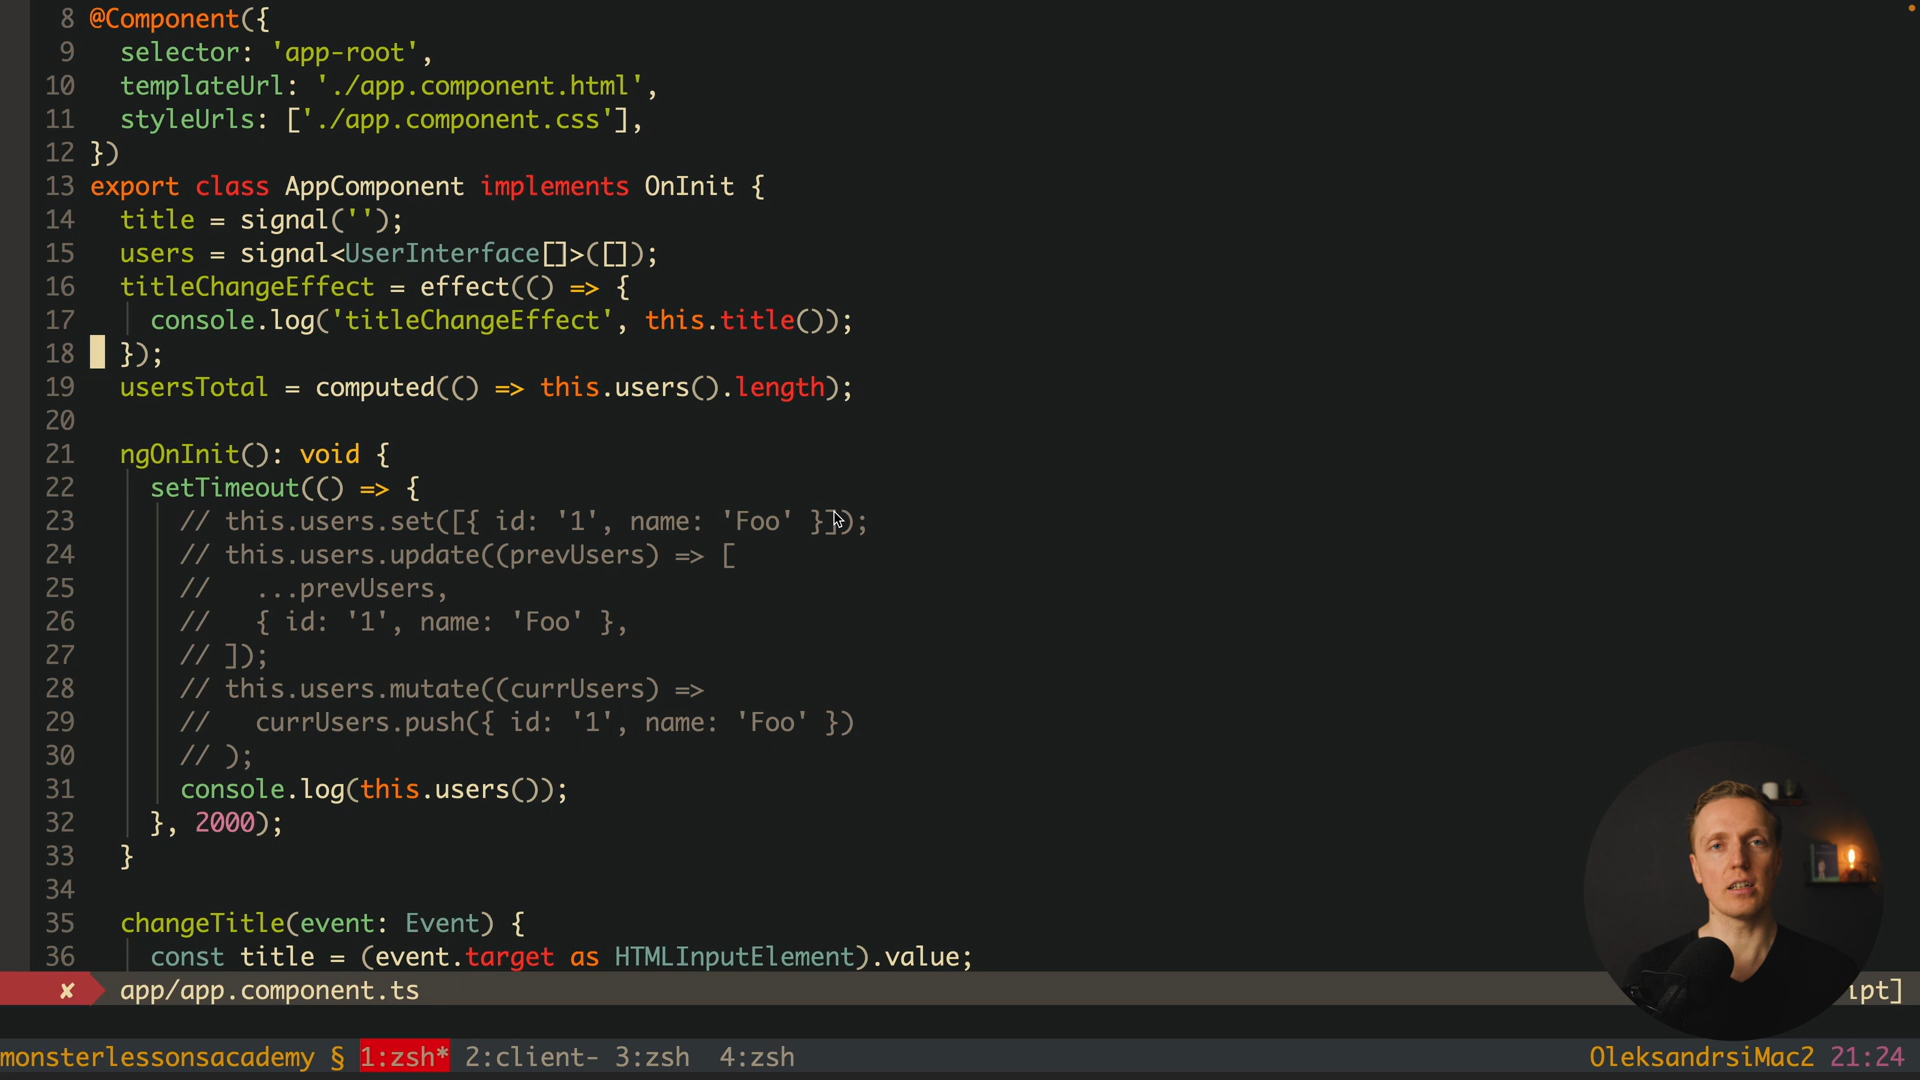 8 @Component({
9 selector: 'app-root',
10 templateUrl: './app.component.html',
11 styleUrls: ['./app.component.css'],
12 })
13 export class AppComponent implements OnInit {
14 title = signal('');
15 users = signal<UserInterface[]>([]);
16 titleChangeEffect = effect(() => {
17 console.log('titleChangeEffect', this.title());
18 });
19 usersTotal = computed(() => this.users().length);
20
21 ngOnInit(): void {
22 setTimeout(() => {
23 // this.users.set([{ id: '1', name: 'Foo' }]);
24 // this.users.update((prevUsers) => [
25 // ...prevUsers,
26 // { id: '1', name: 'Foo' },
27 // ]);
28 // this.users.mutate((currUsers) =>
29 // currUsers.push({ id: '1', name: 'Foo' })
30 // );
31 console.log(this.users());
32 }, 2000);
33 }
34
35 changeTitle(event: Event) {
36 const title = (event.target as HTMLInputElement).value;
✘ app/app.component.ts ipt]
monsterlessonsacademy § 1:zsh* 2:client- 3:zsh 4:zsh OleksandrsiMac2 21:24